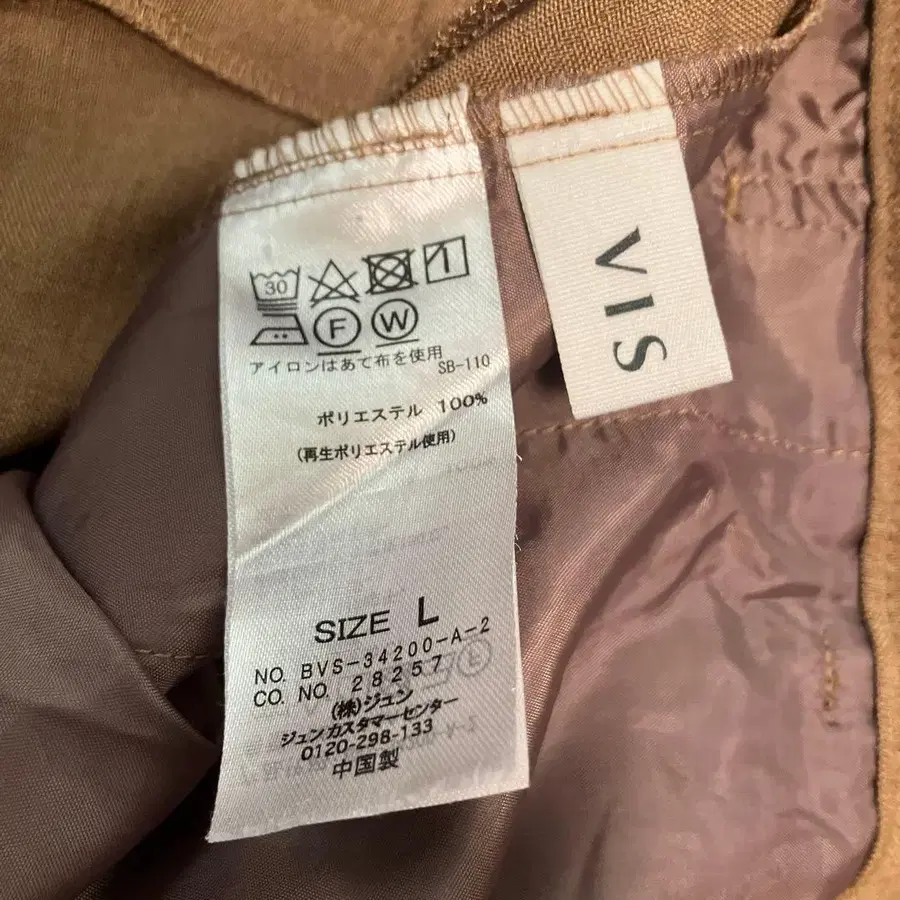 30
F W
アイロンはあて布を使用
SB-110
ポリエステル 100%
(再生ポリエステル使用)
SIZE L
NO. BVS-34200-A-2
CO. NO. 28257
(株)ジュン
ジュンカスタマーセンター
0120-298-133
中国製
VIS